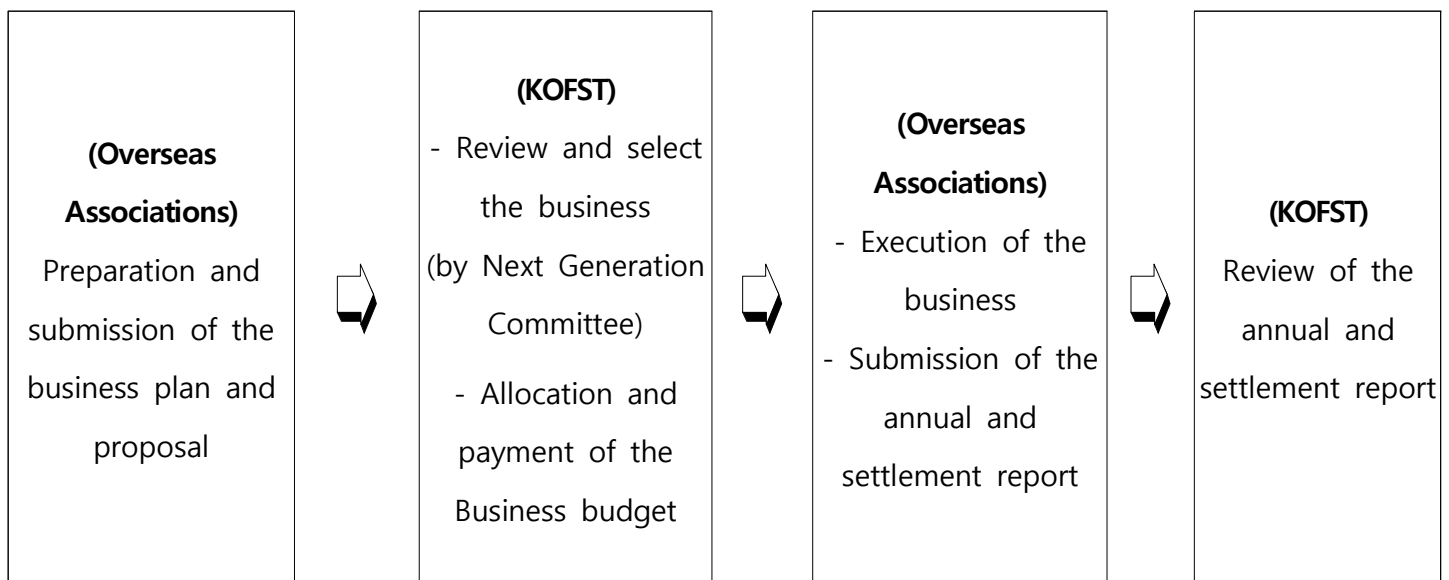 (Overseas
Associations)
Preparation and
submission of the
business plan and
proposal
(KOFST)
- Review and select
the business
(by Next Generation
Committee)
- Allocation and
payment of the
Business budget
(Overseas
Associations)
- Execution of the
business
- Submission of the
annual and
settlement report
(KOFST)
Review of the
annual and
settlement report